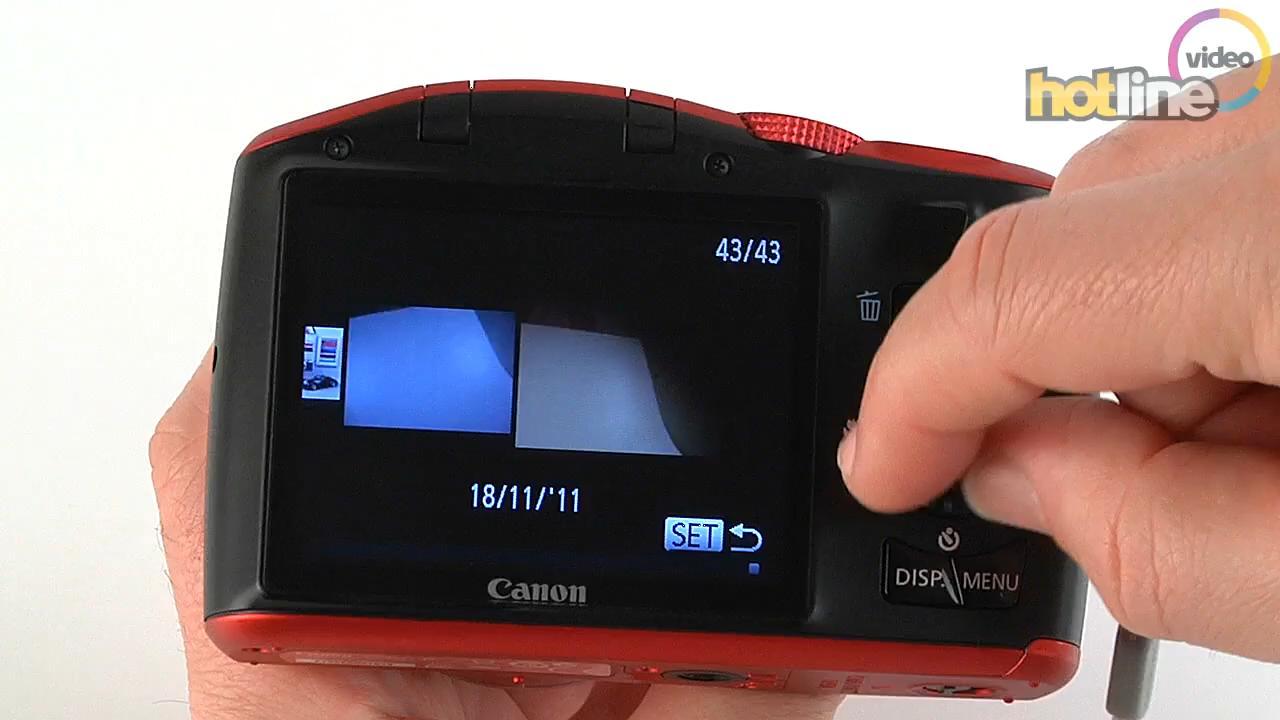 video
hotline
43/43
18/11/'11
SET
Canon
DISP. MENU